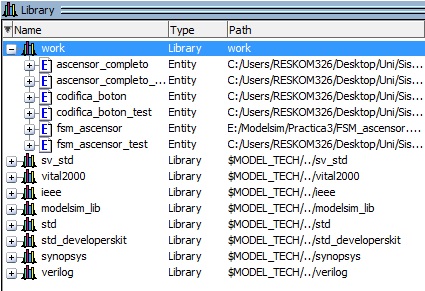 Library
Name Type Path
work Library work
ascensor_completo Entity C:/Users/RESKOM326/Desktop/Uni/Sis...
ascensor_completo_... Entity C:/Users/RESKOM326/Desktop/Uni/Sis...
codifica_boton Entity C:/Users/RESKOM326/Desktop/Uni/Sis...
codifica_boton_test Entity C:/Users/RESKOM326/Desktop/Uni/Sis...
fsm_ascensor Entity E:/Modelsim/Practica3/FSM_ascensor....
fsm_ascensor_test Entity C:/Users/RESKOM326/Desktop/Uni/Sis...
sv_std Library $MODEL_TECH/../sv_std
vital2000 Library $MODEL_TECH/../vital2000
ieee Library $MODEL_TECH/../ieee
modelsim_lib Library $MODEL_TECH/../modelsim_lib
std Library $MODEL_TECH/../std
std_developerskit Library $MODEL_TECH/../std_developerskit
synopsys Library $MODEL_TECH/../synopsys
verilog Library $MODEL_TECH/../verilog